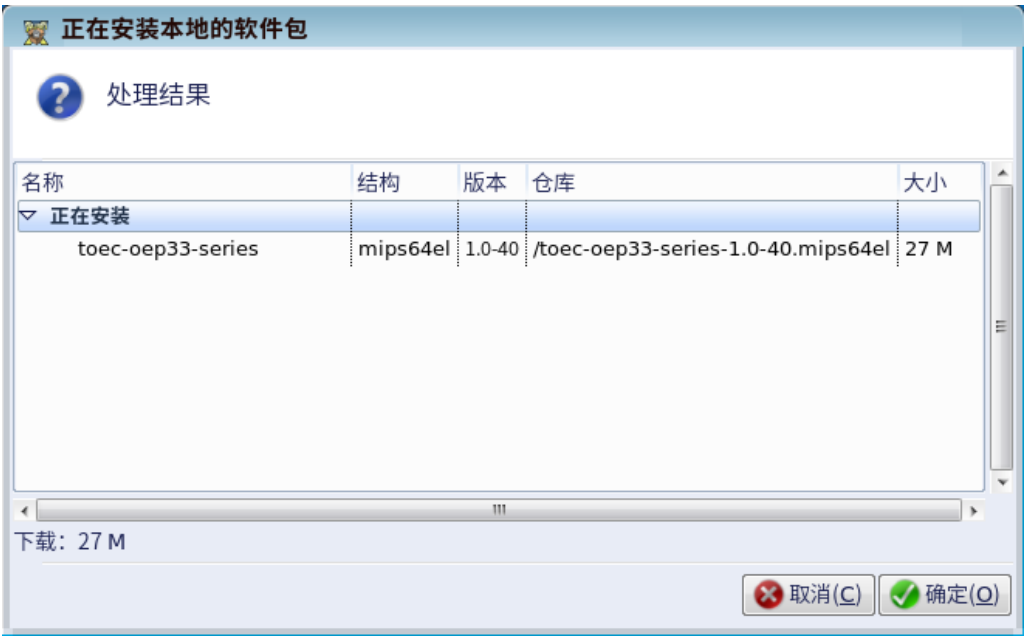 正在安装本地的软件包
处理结果
名称 结构 版本 仓库 大小
正在安装
toec-oep33-series mips64el 1.0-40 /toec-oep33-series-1.0-40.mips64el 27 M
下载：27 M
取消(C) 确定(O)